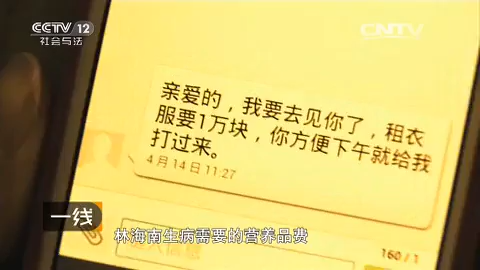 CCTV 12
社会与法
CNTV
亲爱的，我要去见你了，租衣
服要1万块，你方便下午就给我
打过来。
4月14日 11:27
一线
林海南生病需要的营养品费
160/1